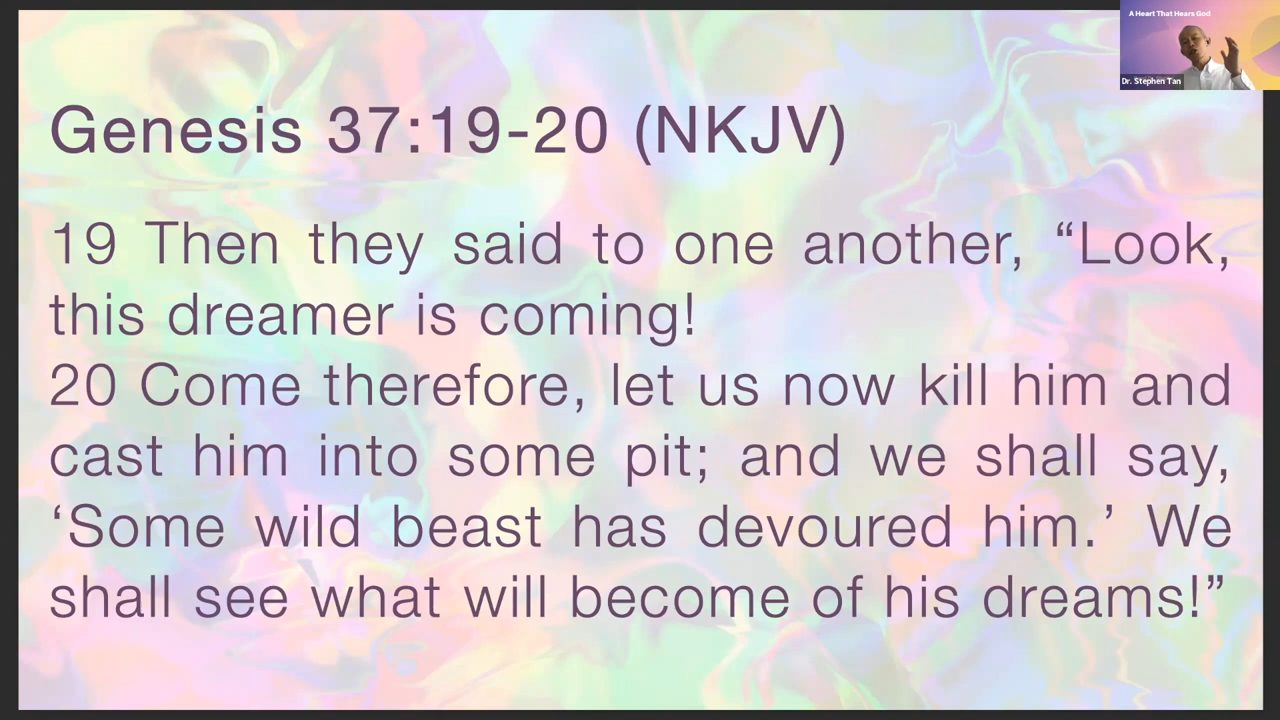 A Heart That Hears God
Dr. Stephen Tan
Genesis 37:19-20 (NKJV)
19 Then they said to one another, “Look,
this dreamer is coming!
20 Come therefore, let us now kill him and
cast him into some pit; and we shall say,
‘Some wild beast has devoured him.’ We
shall see what will become of his dreams!”